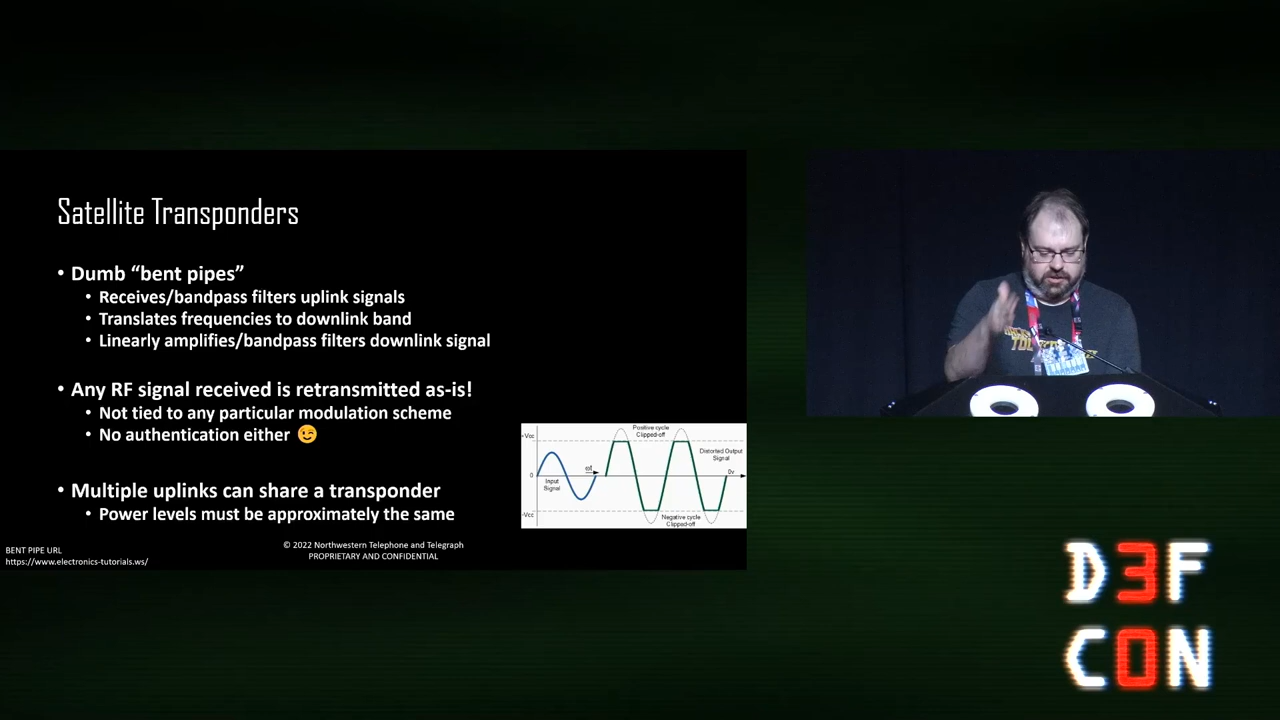 Satellite Transponders
• Dumb “bent pipes”
• Receives/bandpass filters uplink signals
• Translates frequencies to downlink band
• Linearly amplifies/bandpass filters downlink signal
• Any RF signal received is retransmitted as-is!
• Not tied to any particular modulation scheme
• No authentication either 😉
• Multiple uplinks can share a transponder
• Power levels must be approximately the same
Positive cycle
Clipped-off
+Vcc
Distorted Output
Signal
ωt
0v
0
Input
Signal
-Vcc
Negative cycle
Clipped-off
BENT PIPE URL
https://www.electronics-tutorials.ws/
© 2022 Northwestern Telephone and Telegraph
PROPRIETARY AND CONFIDENTIAL
D3F
C0N